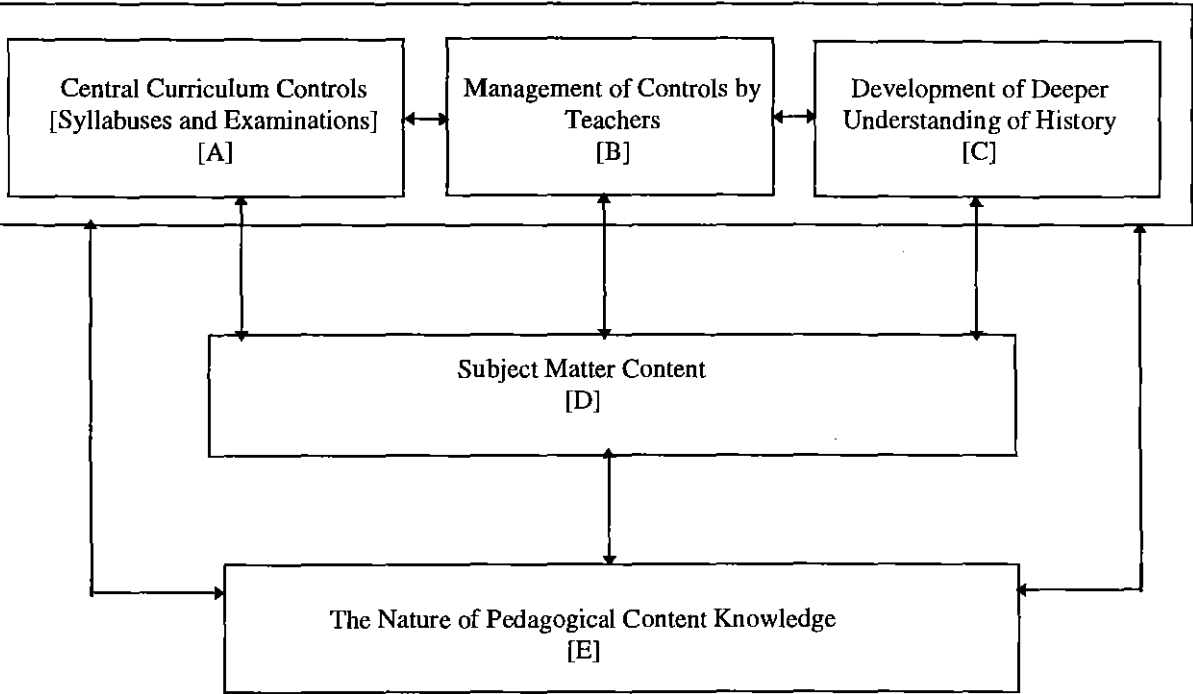 Central Curriculum Controls
[Syllabuses and Examinations]
[A]
Management of Controls by
Teachers
[B]
Development of Deeper
Understanding of History
[C]
Subject Matter Content
[D]
The Nature of Pedagogical Content Knowledge
[E]